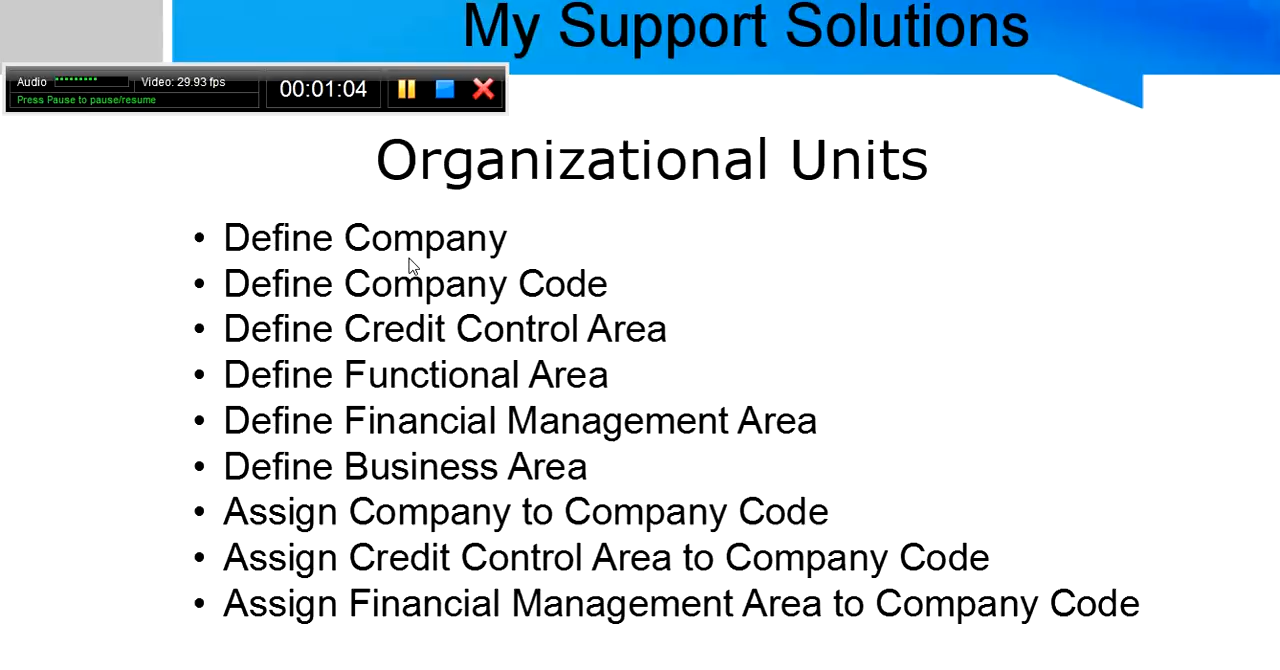 My Support Solutions
Audio
Video: 29.93 fps
00:01:04
Press Pause to pause/resume
Organizational Units
• Define Company
• Define Company Code
• Define Credit Control Area
• Define Functional Area
• Define Financial Management Area
• Define Business Area
• Assign Company to Company Code
• Assign Credit Control Area to Company Code
• Assign Financial Management Area to Company Code